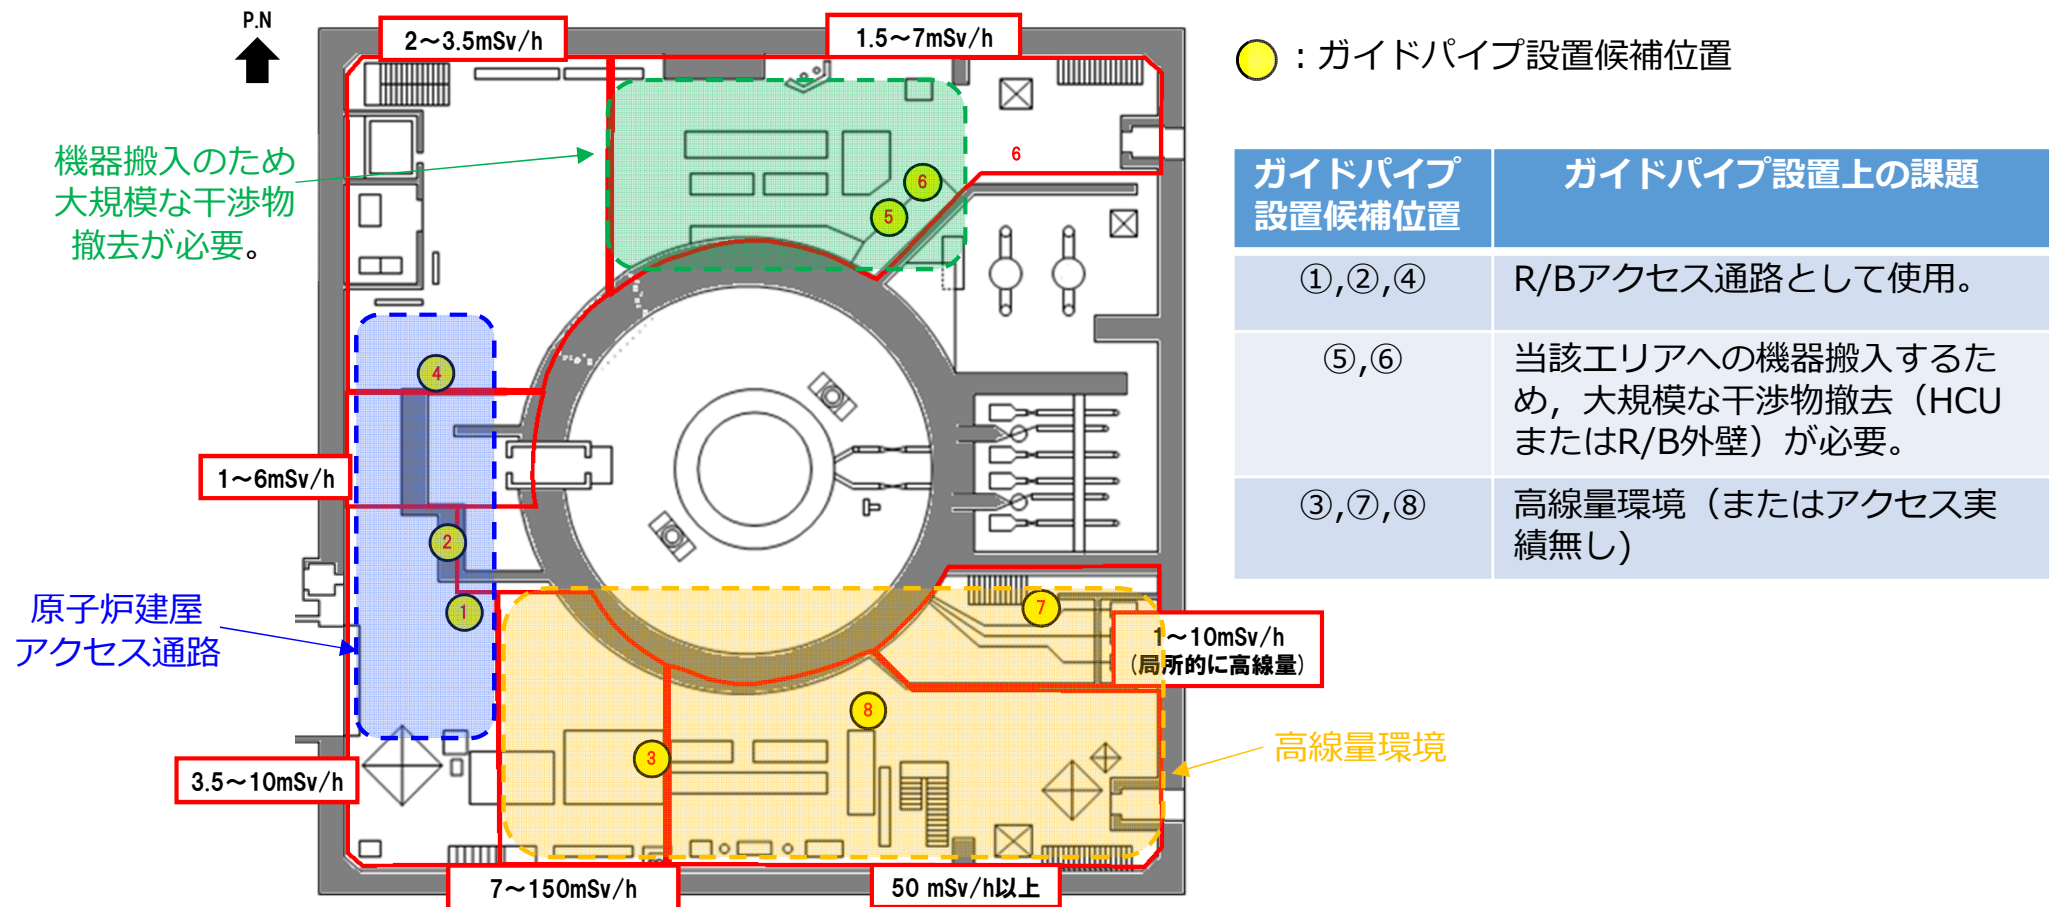 P.N
2～3.5mSv/h
1.5～7mSv/h
：ガイドパイプ設置候補位置
機器搬入のため
大規模な干渉物
撤去が必要。
6
6
5
4
1～6mSv/h
2
1
原子炉建屋
アクセス通路
7
1～10mSv/h
(局所的に高線量)
8
3
高線量環境
3.5～10mSv/h
7～150mSv/h
50 mSv/h以上
ガイドパイプ
設置候補位置
ガイドパイプ設置上の課題
①,②,④
R/Bアクセス通路として使用。
⑤,⑥
当該エリアへの機器搬入するた
め，大規模な干渉物撤去（HCU
またはR/B外壁）が必要。
③,⑦,⑧
高線量環境（またはアクセス実
績無し)